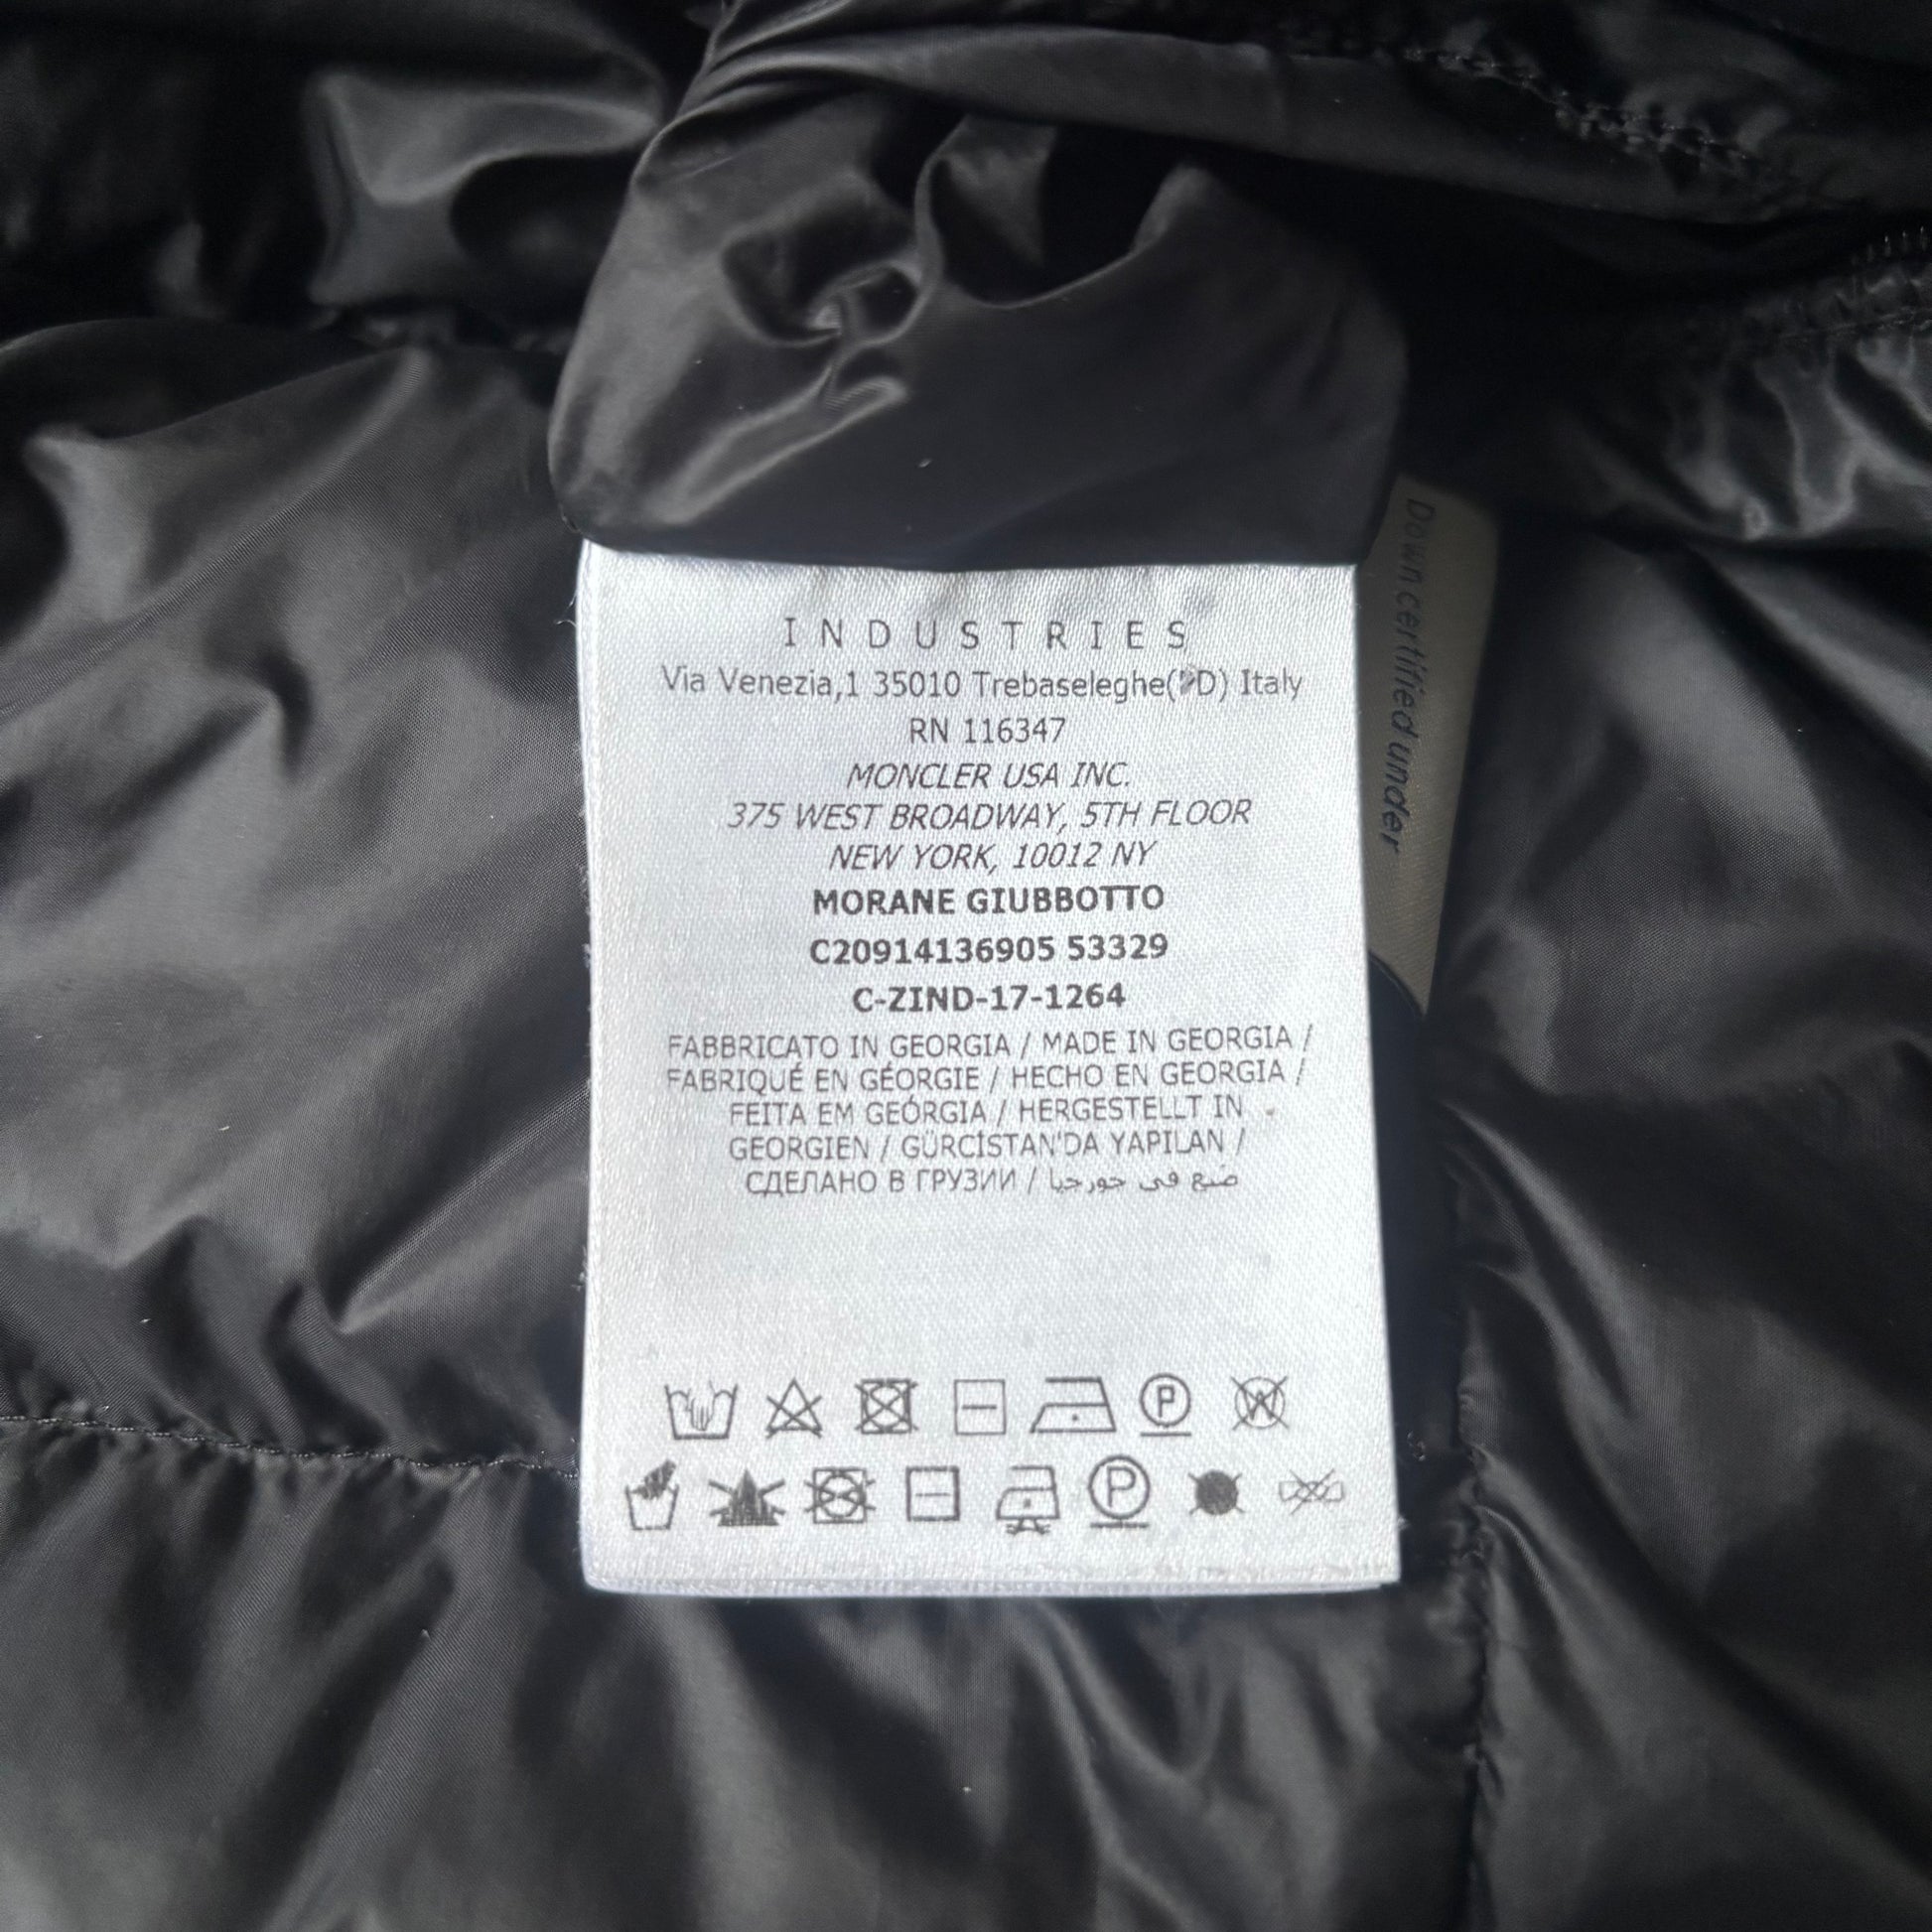 I N D U S T R I E S
Via Venezia,1 35010 Trebaseleghe(PD) Italy
RN 116347
MONCLER USA INC.
375 WEST BROADWAY, 5TH FLOOR
NEW YORK, 10012 NY
MORANE GIUBBOTTO
C20914136905 53329
C-ZIND-17-1264
FABBRICATO IN GEORGIA / MADE IN GEORGIA /
FABRIQUÉ EN GÉORGIE / HECHO EN GEORGIA /
FEITA EM GEÓRGIA / HERGESTELLT IN
GEORGIEN / GÜRCİSTAN'DA YAPILAN /
СДЕЛАНО В ГРУЗИИ / صنع في جورجيا
P
W
P
Down certified under